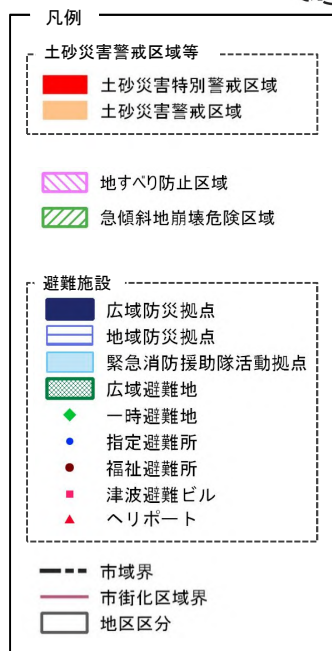 凡例
土砂災害警戒区域等
土砂災害特別警戒区域
土砂災害警戒区域
地すべり防止区域
急傾斜地崩壊危険区域
避難施設
広域防災拠点
地域防災拠点
緊急消防援助隊活動拠点
広域避難地
一時避難地
指定避難所
福祉避難所
津波避難ビル
ヘリポート
市域界
市街化区域界
地区区分